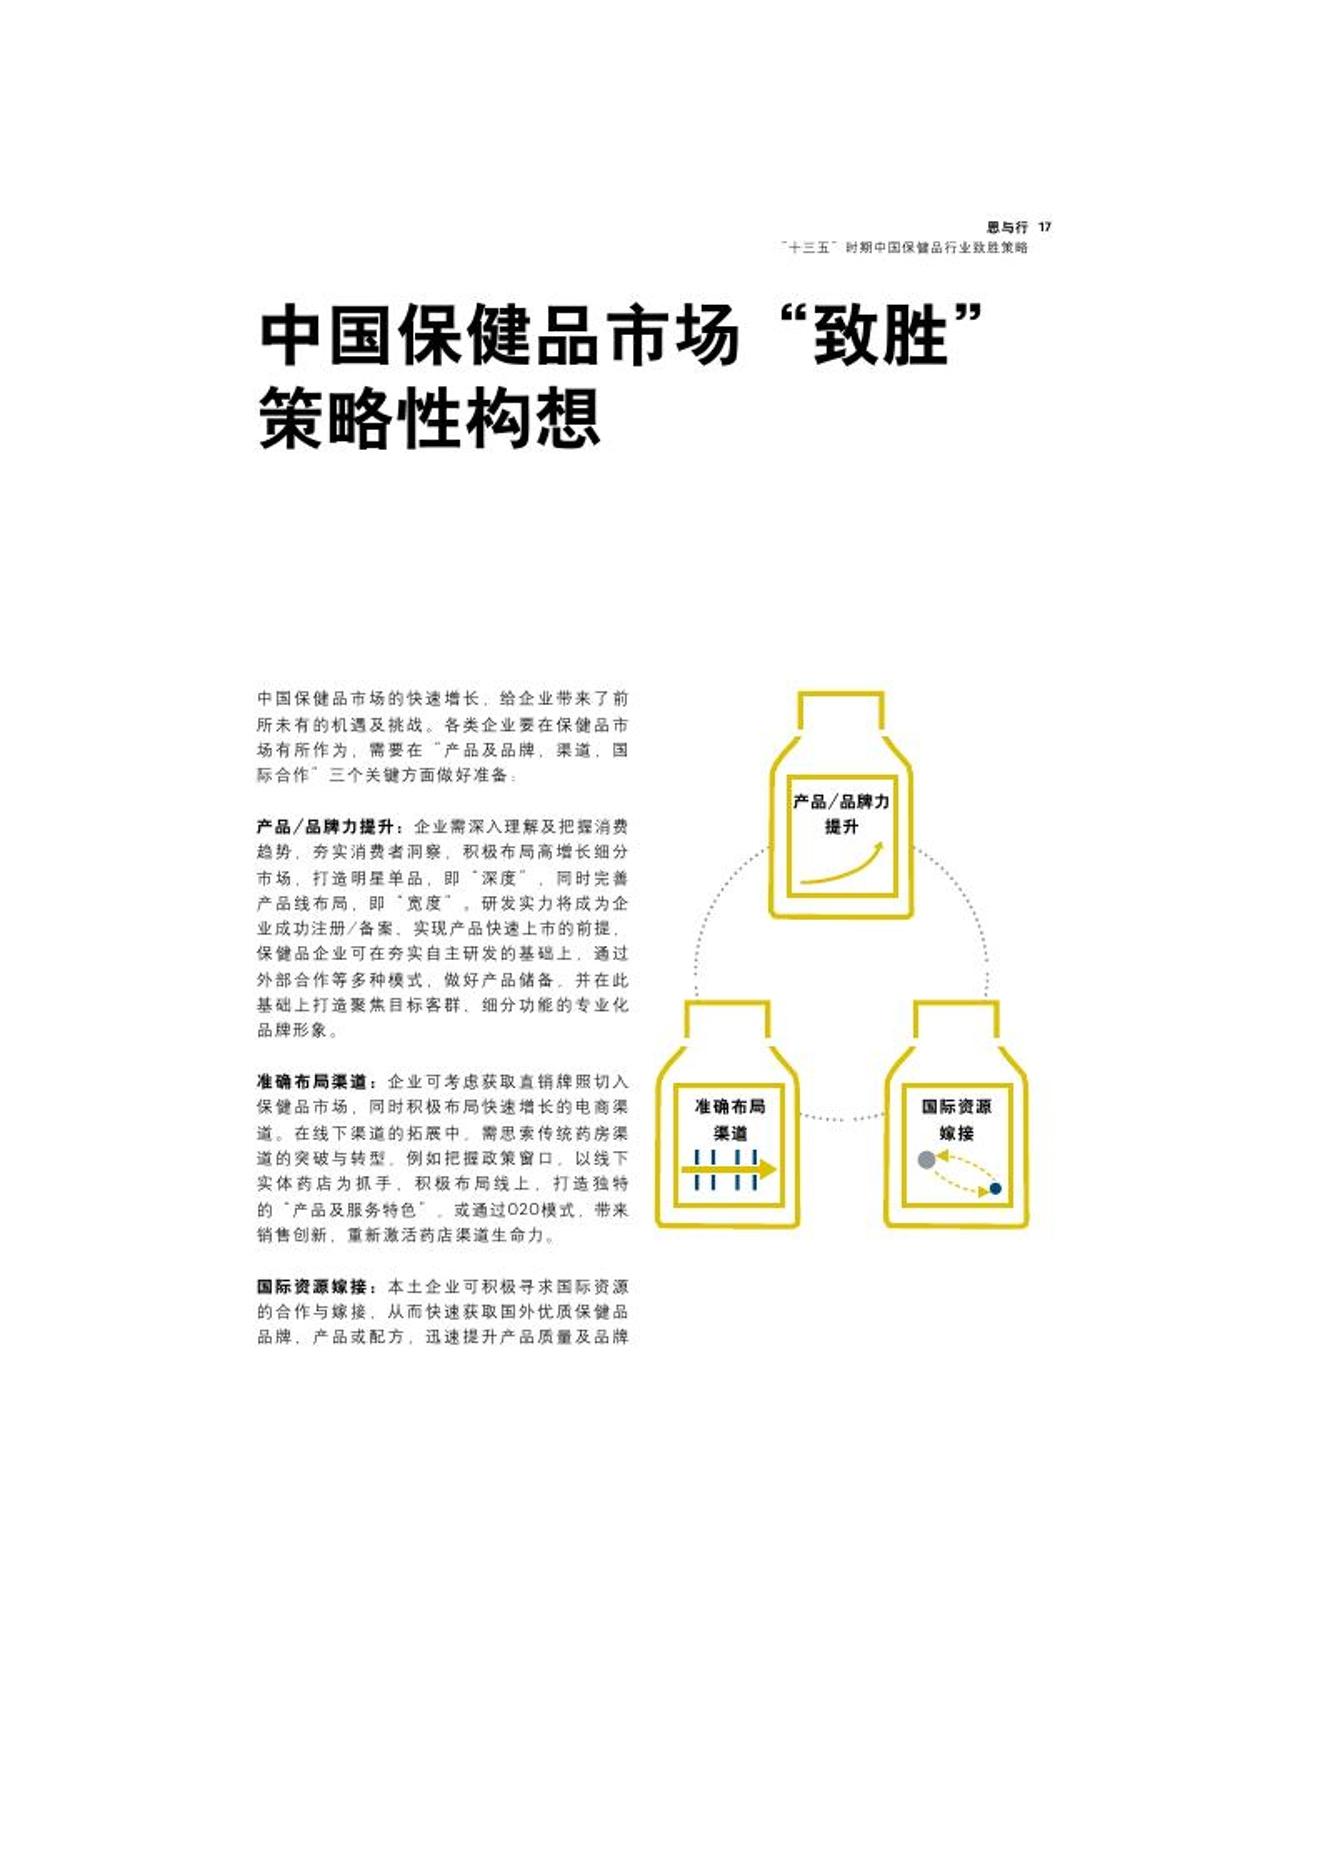 思与行 17
“十三五”时期中国保健品行业致胜策略
中国保健品市场“致胜”
策略性构想
中国保健品市场的快速增长，给企业带来了前
所未有的机遇及挑战。各类企业要在保健品市
场有所作为，需要在“产品及品牌，渠道，国
际合作”三个关键方面做好准备：
产品/品牌力提升：企业需深入理解及把握消费
趋势，夯实消费者洞察，积极布局高增长细分
市场，打造明星单品，即“深度”，同时完善
产品线布局，即“宽度”。研发实力将成为企
业成功注册/备案、实现产品快速上市的前提，
保健品企业可在夯实自主研发的基础上，通过
外部合作等多种模式，做好产品储备，并在此
基础上打造聚焦目标客群、细分功能的专业化
品牌形象。
准确布局渠道：企业可考虑获取直销牌照切入
保健品市场，同时积极布局快速增长的电商渠
道。在线下渠道的拓展中，需思索传统药房渠
道的突破与转型，例如把握政策窗口，以线下
实体药店为抓手，积极布局线上，打造独特
的“产品及服务特色”，或通过O2O模式，带来
销售创新，重新激活药店渠道生命力。
国际资源嫁接：本土企业可积极寻求国际资源
的合作与嫁接，从而快速获取国外优质保健品
品牌、产品或配方，迅速提升产品质量及品牌
产品/品牌力
提升
准确布局
渠道
国际资源
嫁接